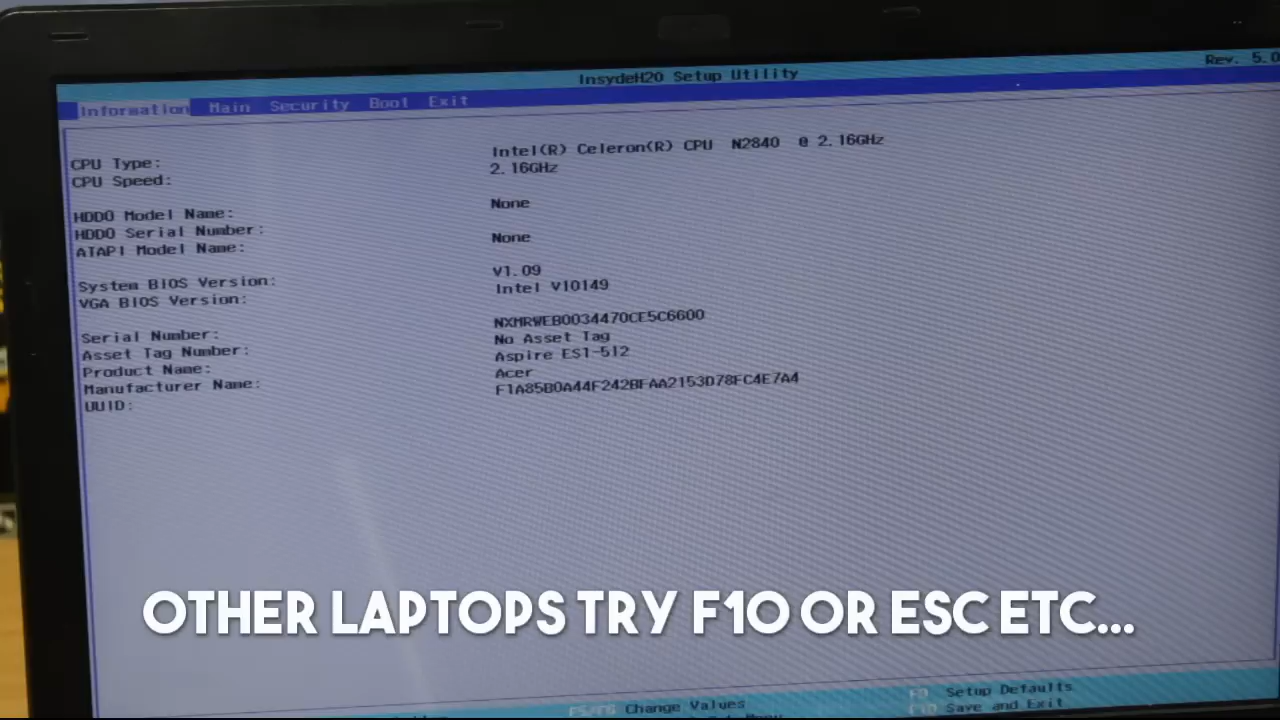 InsydeH20 Setup Utility
Rev. 5.0
Information Main Security Boot Exit
CPU Type: Intel(R) Celeron(R) CPU N2840 @ 2.16GHz
CPU Speed: 2.16GHz
HDD0 Model Name: None
HDD0 Serial Number:
ATAPI Model Name: None
System BIOS Version: V1.09
VGA BIOS Version: Intel V10149
Serial Number: NXMRWEB0034470CE5C6600
Asset Tag Number: No Asset Tag
Product Name: Aspire ES1-512
Manufacturer Name: Acer
UUID: F1A85B0A44F242BFAA2153D78FC4E7A4
OTHER LAPTOPS TRY F10 OR ESC ETC...
F5/F6 Change Values
F9 Setup Defaults
F10 Save and Exit